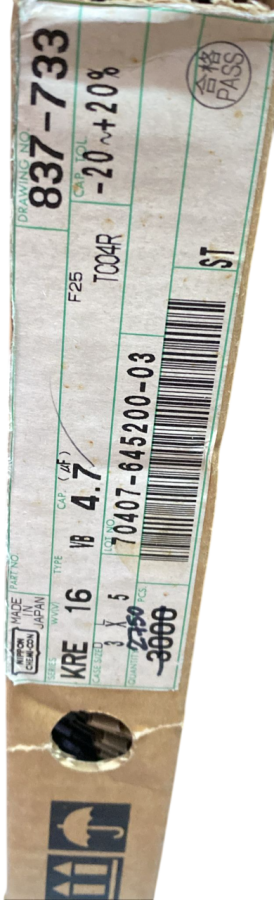 NIPPON
CHEMI-CON
MADE
IN
JAPAN
PART NO
DRAWING NO.
837-733
SERIES
KRE
W.V(V)
16
TYPE
VB
CAP. (μF)
4.7
F25
CAP. TOL
-20~+20%
CASE SIZE
3 X 5
LOT NO
70407-645200-03
T004R
QUANTITY
3000
2750
PCS.
ST
合格
PASS